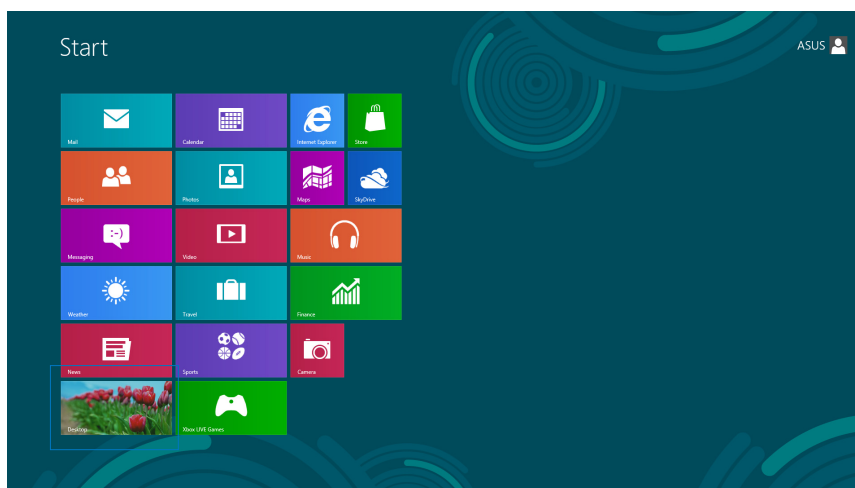 Start
ASUS
Mail
Calendar
Internet Explorer
Store
People
Photos
Maps
SkyDrive
Messaging
:-)
Video
Music
Weather
Travel
Finance
News
Sports
Camera
Desktop
Xbox LIVE Games